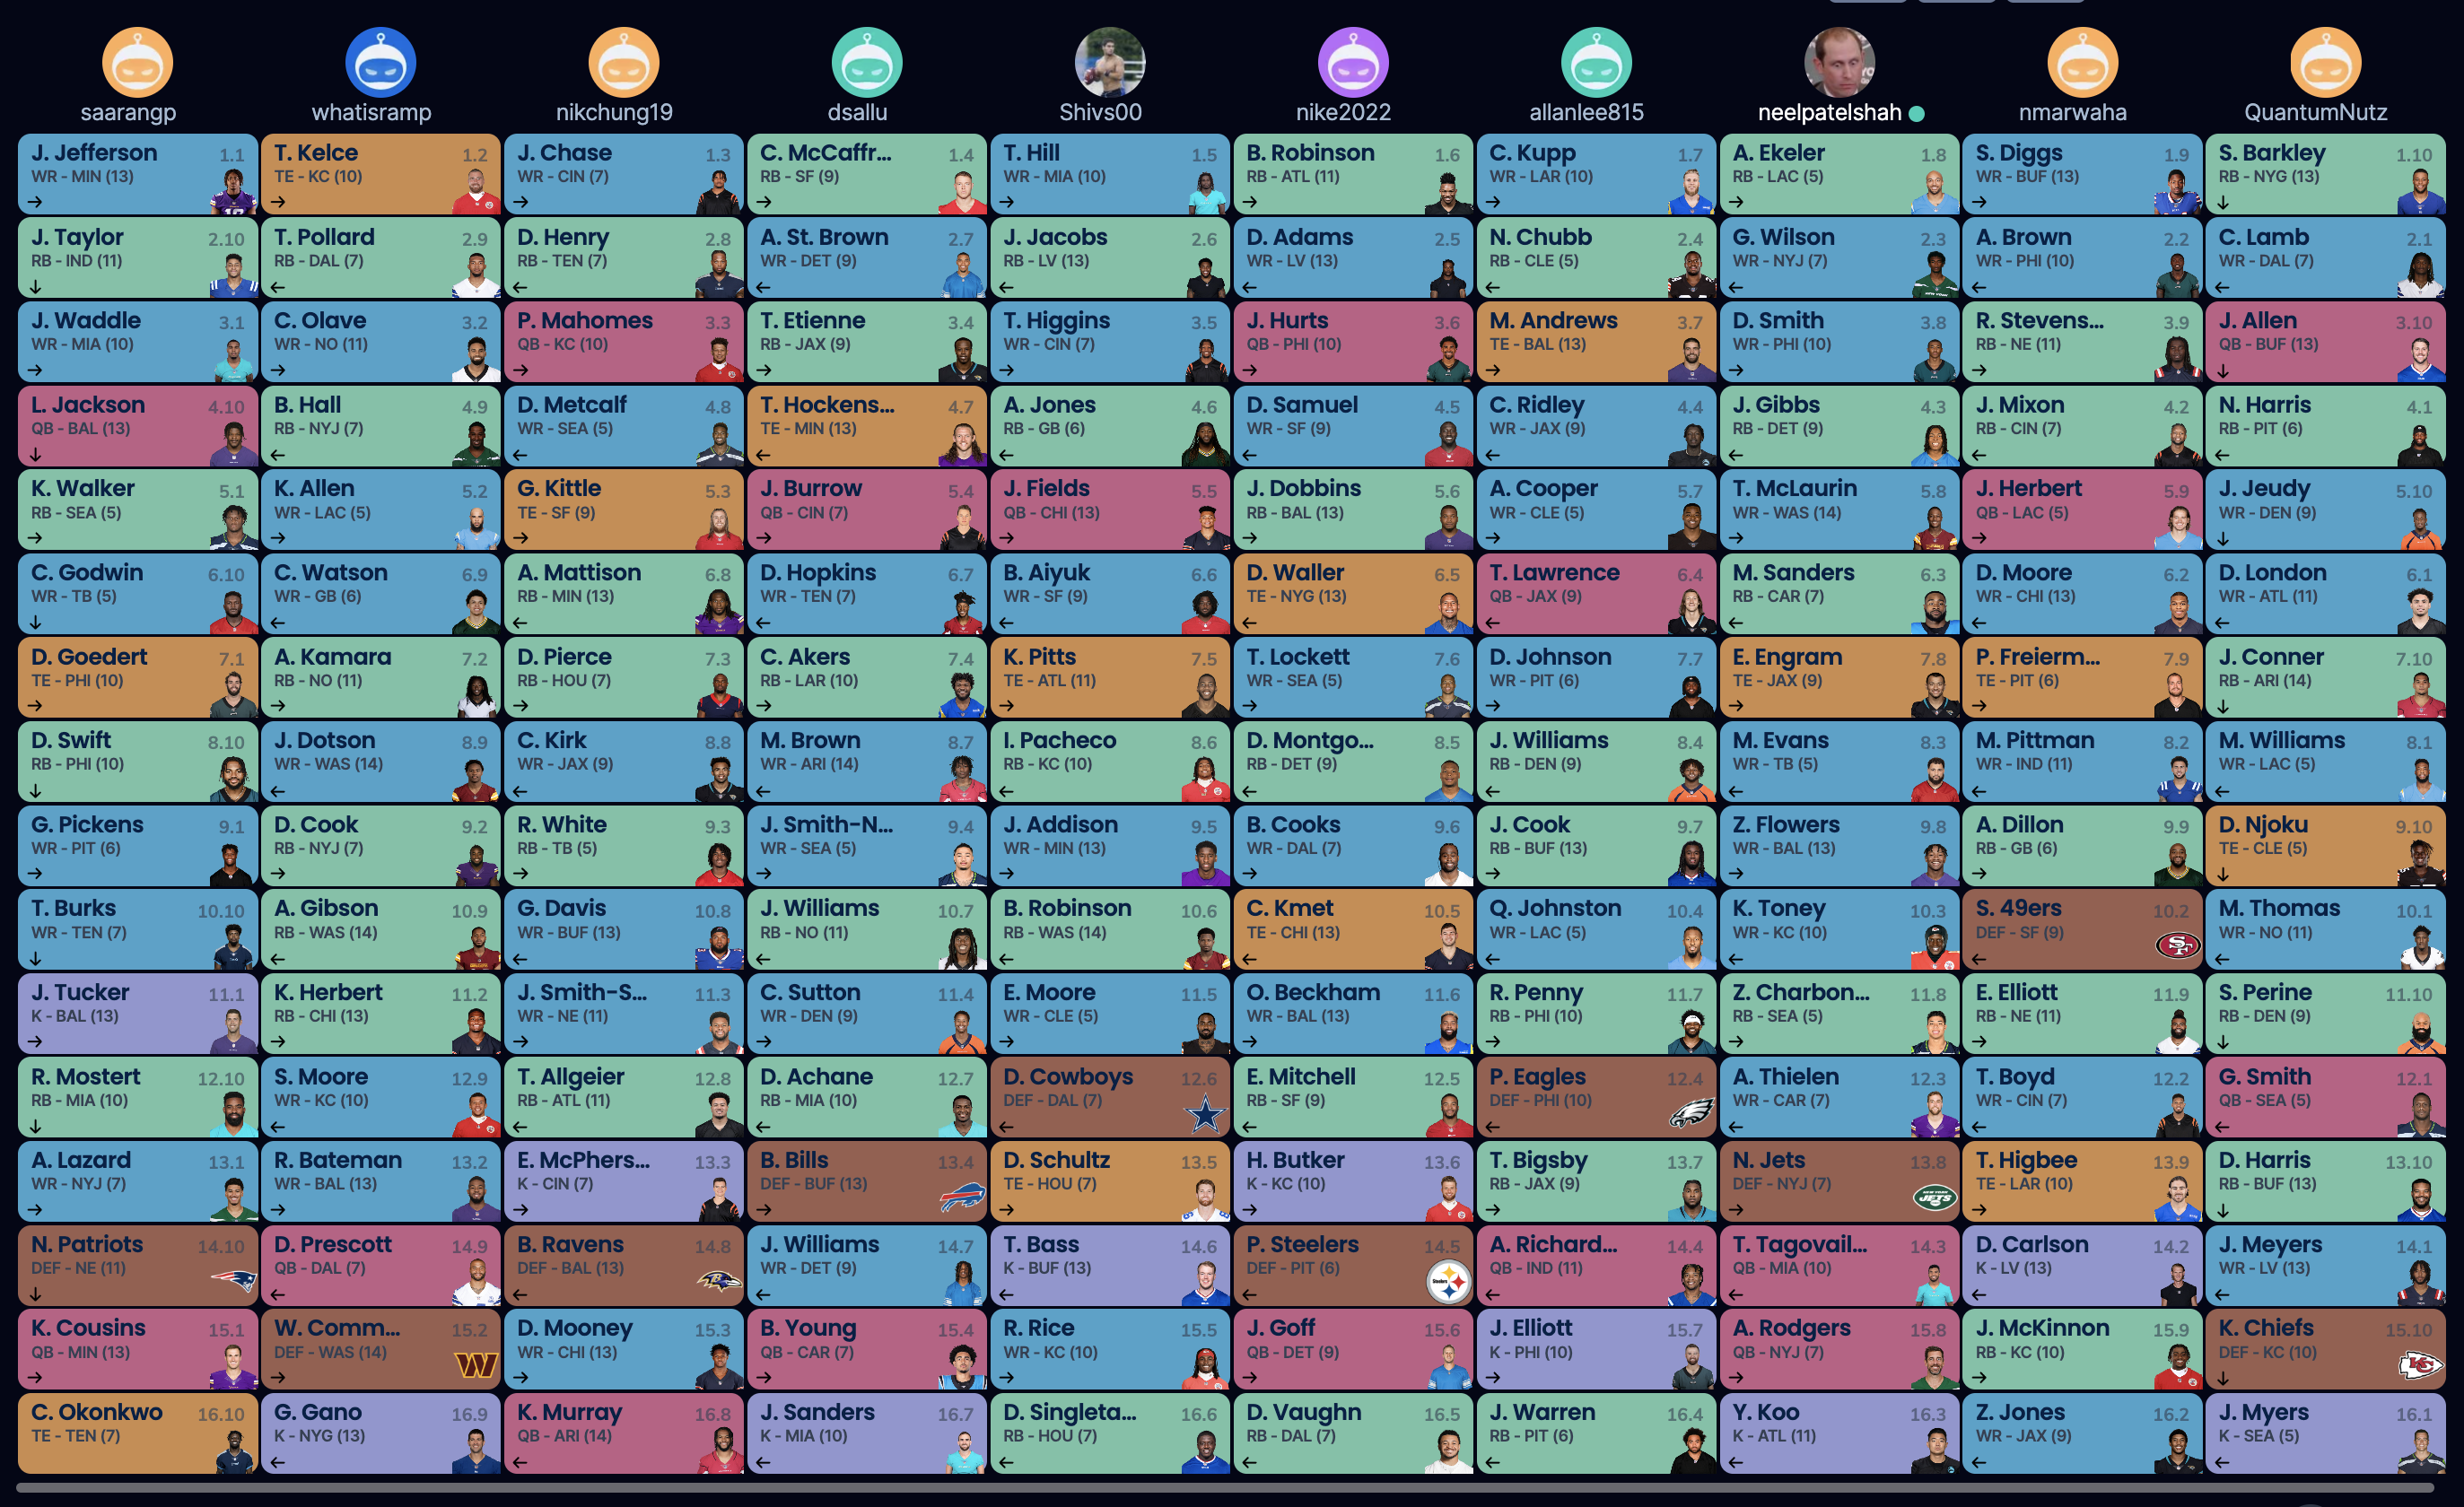 saarangp
whatisramp
nikchung19
dsallu
Shivs00
nike2022
allanlee815
neelpatelshah
nmarwaha
QuantumNutz
J. Jefferson 1.1
WR - MIN (13)
T. Kelce 1.2
TE - KC (10)
J. Chase 1.3
WR - CIN (7)
C. McCaffr... 1.4
RB - SF (9)
T. Hill 1.5
WR - MIA (10)
B. Robinson 1.6
RB - ATL (11)
C. Kupp 1.7
WR - LAR (10)
A. Ekeler 1.8
RB - LAC (5)
S. Diggs 1.9
WR - BUF (13)
S. Barkley 1.10
RB - NYG (13)
J. Taylor 2.10
RB - IND (11)
T. Pollard 2.9
RB - DAL (7)
D. Henry 2.8
RB - TEN (7)
A. St. Brown 2.7
WR - DET (9)
J. Jacobs 2.6
RB - LV (13)
D. Adams 2.5
WR - LV (13)
N. Chubb 2.4
RB - CLE (5)
G. Wilson 2.3
WR - NYJ (7)
A. Brown 2.2
WR - PHI (10)
C. Lamb 2.1
WR - DAL (7)
J. Waddle 3.1
WR - MIA (10)
C. Olave 3.2
WR - NO (11)
P. Mahomes 3.3
QB - KC (10)
T. Etienne 3.4
RB - JAX (9)
T. Higgins 3.5
WR - CIN (7)
J. Hurts 3.6
QB - PHI (10)
M. Andrews 3.7
TE - BAL (13)
D. Smith 3.8
WR - PHI (10)
R. Stevens... 3.9
RB - NE (11)
J. Allen 3.10
QB - BUF (13)
L. Jackson 4.10
QB - BAL (13)
B. Hall 4.9
RB - NYJ (7)
D. Metcalf 4.8
WR - SEA (5)
T. Hockens... 4.7
TE - MIN (13)
A. Jones 4.6
RB - GB (6)
D. Samuel 4.5
WR - SF (9)
C. Ridley 4.4
WR - JAX (9)
J. Gibbs 4.3
RB - DET (9)
J. Mixon 4.2
RB - CIN (7)
N. Harris 4.1
RB - PIT (6)
K. Walker 5.1
RB - SEA (5)
K. Allen 5.2
WR - LAC (5)
G. Kittle 5.3
TE - SF (9)
J. Burrow 5.4
QB - CIN (7)
J. Fields 5.5
QB - CHI (13)
J. Dobbins 5.6
RB - BAL (13)
A. Cooper 5.7
WR - CLE (5)
T. McLaurin 5.8
WR - WAS (14)
J. Herbert 5.9
QB - LAC (5)
J. Jeudy 5.10
WR - DEN (9)
C. Godwin 6.10
WR - TB (5)
C. Watson 6.9
WR - GB (6)
A. Mattison 6.8
RB - MIN (13)
D. Hopkins 6.7
WR - TEN (7)
B. Aiyuk 6.6
WR - SF (9)
D. Waller 6.5
TE - NYG (13)
T. Lawrence 6.4
QB - JAX (9)
M. Sanders 6.3
RB - CAR (7)
D. Moore 6.2
WR - CHI (13)
D. London 6.1
WR - ATL (11)
D. Goedert 7.1
TE - PHI (10)
A. Kamara 7.2
RB - NO (11)
D. Pierce 7.3
RB - HOU (7)
C. Akers 7.4
RB - LAR (10)
K. Pitts 7.5
TE - ATL (11)
T. Lockett 7.6
WR - SEA (5)
D. Johnson 7.7
WR - PIT (6)
E. Engram 7.8
TE - JAX (9)
P. Freierm... 7.9
TE - PIT (6)
J. Conner 7.10
RB - ARI (14)
D. Swift 8.10
RB - PHI (10)
J. Dotson 8.9
WR - WAS (14)
C. Kirk 8.8
WR - JAX (9)
M. Brown 8.7
WR - ARI (14)
I. Pacheco 8.6
RB - KC (10)
D. Montgo... 8.5
RB - DET (9)
J. Williams 8.4
RB - DEN (9)
M. Evans 8.3
WR - TB (5)
M. Pittman 8.2
WR - IND (11)
M. Williams 8.1
WR - LAC (5)
G. Pickens 9.1
WR - PIT (6)
D. Cook 9.2
RB - NYJ (7)
R. White 9.3
RB - TB (5)
J. Smith-N... 9.4
WR - SEA (5)
J. Addison 9.5
WR - MIN (13)
B. Cooks 9.6
WR - DAL (7)
J. Cook 9.7
RB - BUF (13)
Z. Flowers 9.8
WR - BAL (13)
A. Dillon 9.9
RB - GB (6)
D. Njoku 9.10
TE - CLE (5)
T. Burks 10.10
WR - TEN (7)
A. Gibson 10.9
RB - WAS (14)
G. Davis 10.8
WR - BUF (13)
J. Williams 10.7
RB - NO (11)
B. Robinson 10.6
RB - WAS (14)
C. Kmet 10.5
TE - CHI (13)
Q. Johnston 10.4
WR - LAC (5)
K. Toney 10.3
WR - KC (10)
S. 49ers 10.2
DEF - SF (9)
M. Thomas 10.1
WR - NO (11)
J. Tucker 11.1
K - BAL (13)
K. Herbert 11.2
RB - CHI (13)
J. Smith-S... 11.3
WR - NE (11)
C. Sutton 11.4
WR - DEN (9)
E. Moore 11.5
WR - CLE (5)
O. Beckham 11.6
WR - BAL (13)
R. Penny 11.7
RB - PHI (10)
Z. Charbon... 11.8
RB - SEA (5)
E. Elliott 11.9
RB - NE (11)
S. Perine 11.10
RB - DEN (9)
R. Mostert 12.10
RB - MIA (10)
S. Moore 12.9
WR - KC (10)
T. Allgeier 12.8
RB - ATL (11)
D. Achane 12.7
RB - MIA (10)
D. Cowboys 12.6
DEF - DAL (7)
E. Mitchell 12.5
RB - SF (9)
P. Eagles 12.4
DEF - PHI (10)
A. Thielen 12.3
WR - CAR (7)
T. Boyd 12.2
WR - CIN (7)
G. Smith 12.1
QB - SEA (5)
A. Lazard 13.1
WR - NYJ (7)
R. Bateman 13.2
WR - BAL (13)
E. McPhers... 13.3
K - CIN (7)
B. Bills 13.4
DEF - BUF (13)
D. Schultz 13.5
TE - HOU (7)
H. Butker 13.6
K - KC (10)
T. Bigsby 13.7
RB - JAX (9)
N. Jets 13.8
DEF - NYJ (7)
T. Higbee 13.9
TE - LAR (10)
D. Harris 13.10
RB - BUF (13)
N. Patriots 14.10
DEF - NE (11)
D. Prescott 14.9
QB - DAL (7)
B. Ravens 14.8
DEF - BAL (13)
J. Williams 14.7
WR - DET (9)
T. Bass 14.6
K - BUF (13)
P. Steelers 14.5
DEF - PIT (6)
A. Richard... 14.4
QB - IND (11)
T. Tagovail... 14.3
QB - MIA (10)
D. Carlson 14.2
K - LV (13)
J. Meyers 14.1
WR - LV (13)
K. Cousins 15.1
QB - MIN (13)
W. Comm... 15.2
DEF - WAS (14)
D. Mooney 15.3
WR - CHI (13)
B. Young 15.4
QB - CAR (7)
R. Rice 15.5
WR - KC (10)
J. Goff 15.6
QB - DET (9)
J. Elliott 15.7
K - PHI (10)
A. Rodgers 15.8
QB - NYJ (7)
J. McKinnon 15.9
RB - KC (10)
K. Chiefs 15.10
DEF - KC (10)
C. Okonkwo 16.10
TE - TEN (7)
G. Gano 16.9
K - NYG (13)
K. Murray 16.8
QB - ARI (14)
J. Sanders 16.7
K - MIA (10)
D. Singleta... 16.6
RB - HOU (7)
D. Vaughn 16.5
RB - DAL (7)
J. Warren 16.4
RB - PIT (6)
Y. Koo 16.3
K - ATL (11)
Z. Jones 16.2
WR - JAX (9)
J. Myers 16.1
K - SEA (5)